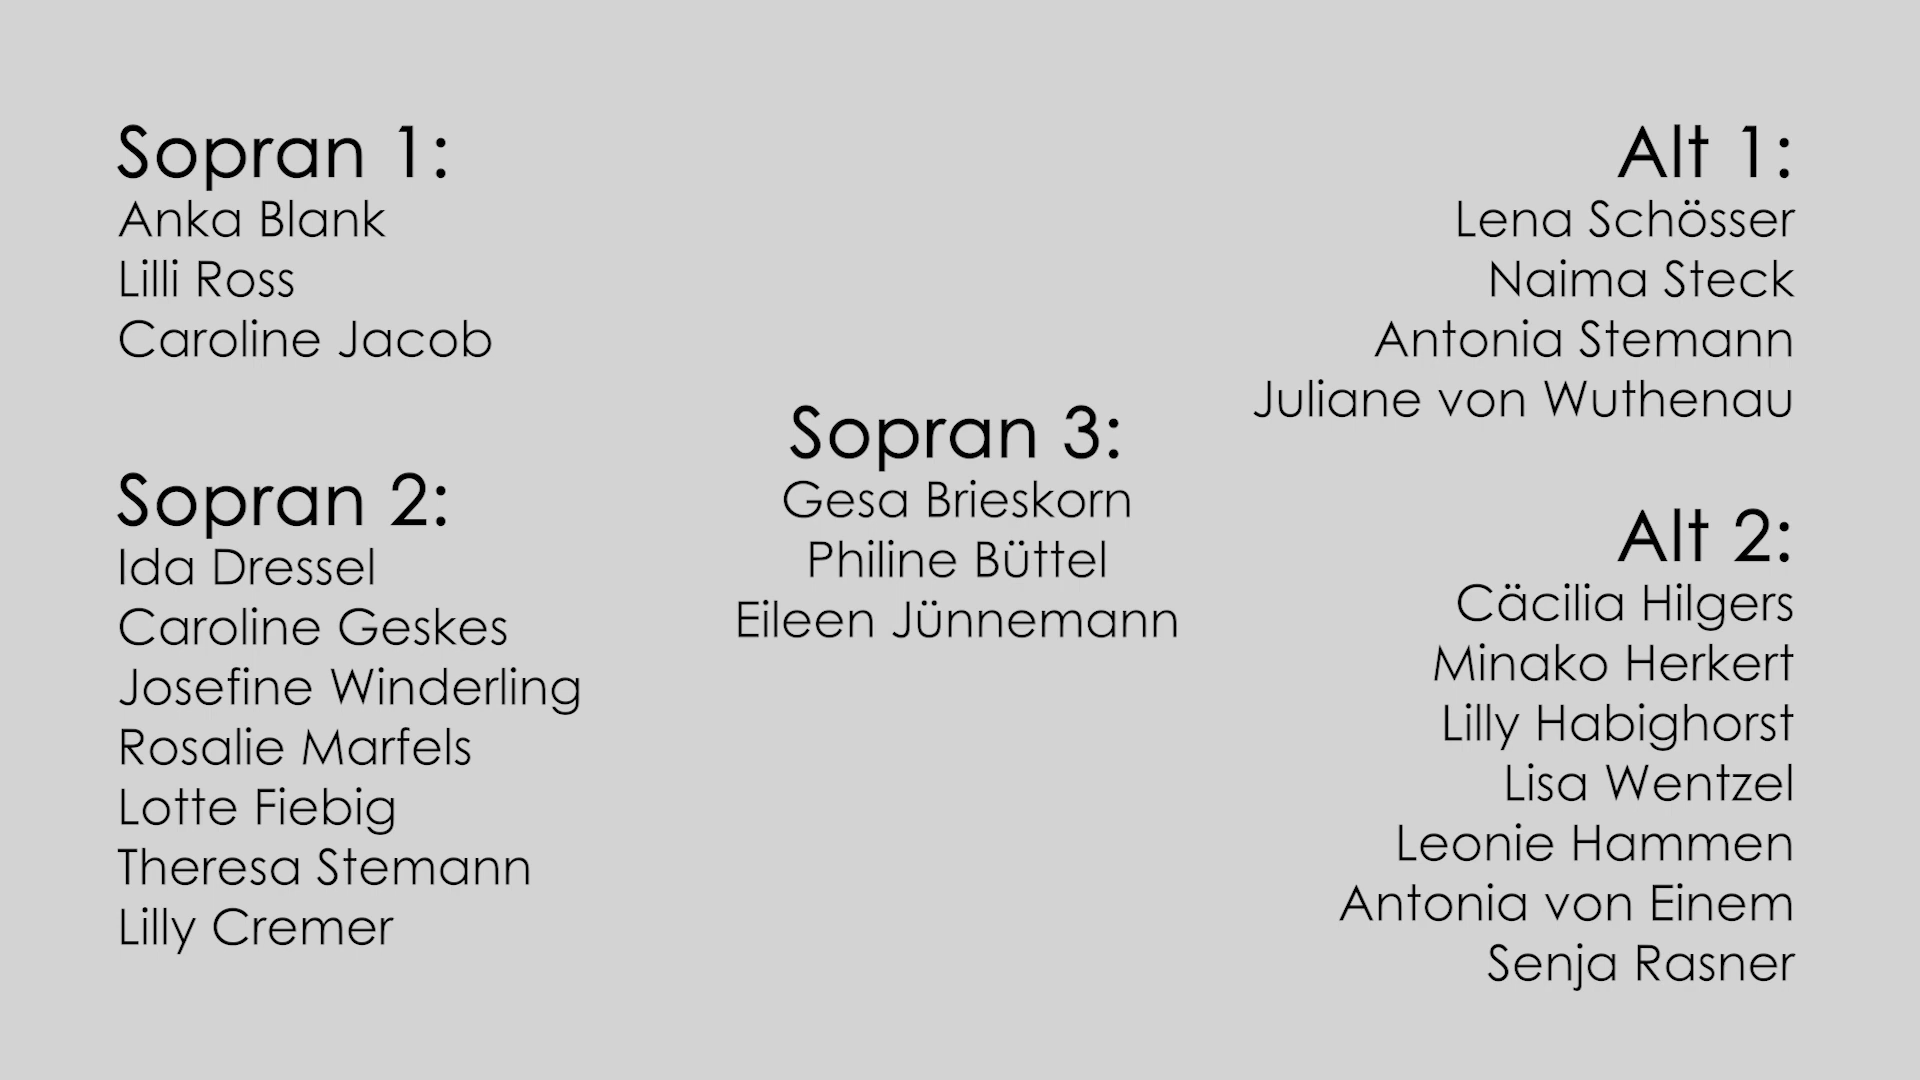 Sopran 1:
Anka Blank
Lilli Ross
Caroline Jacob
Sopran 2:
Ida Dressel
Caroline Geskes
Josefine Winderling
Rosalie Marfels
Lotte Fiebig
Theresa Stemann
Lilly Cremer
Sopran 3:
Gesa Brieskorn
Philine Büttel
Eileen Jünnemann
Alt 1:
Lena Schösser
Naima Steck
Antonia Stemann
Juliane von Wuthenau
Alt 2:
Cäcilia Hilgers
Minako Herkert
Lilly Habighorst
Lisa Wentzel
Leonie Hammen
Antonia von Einem
Senja Rasner